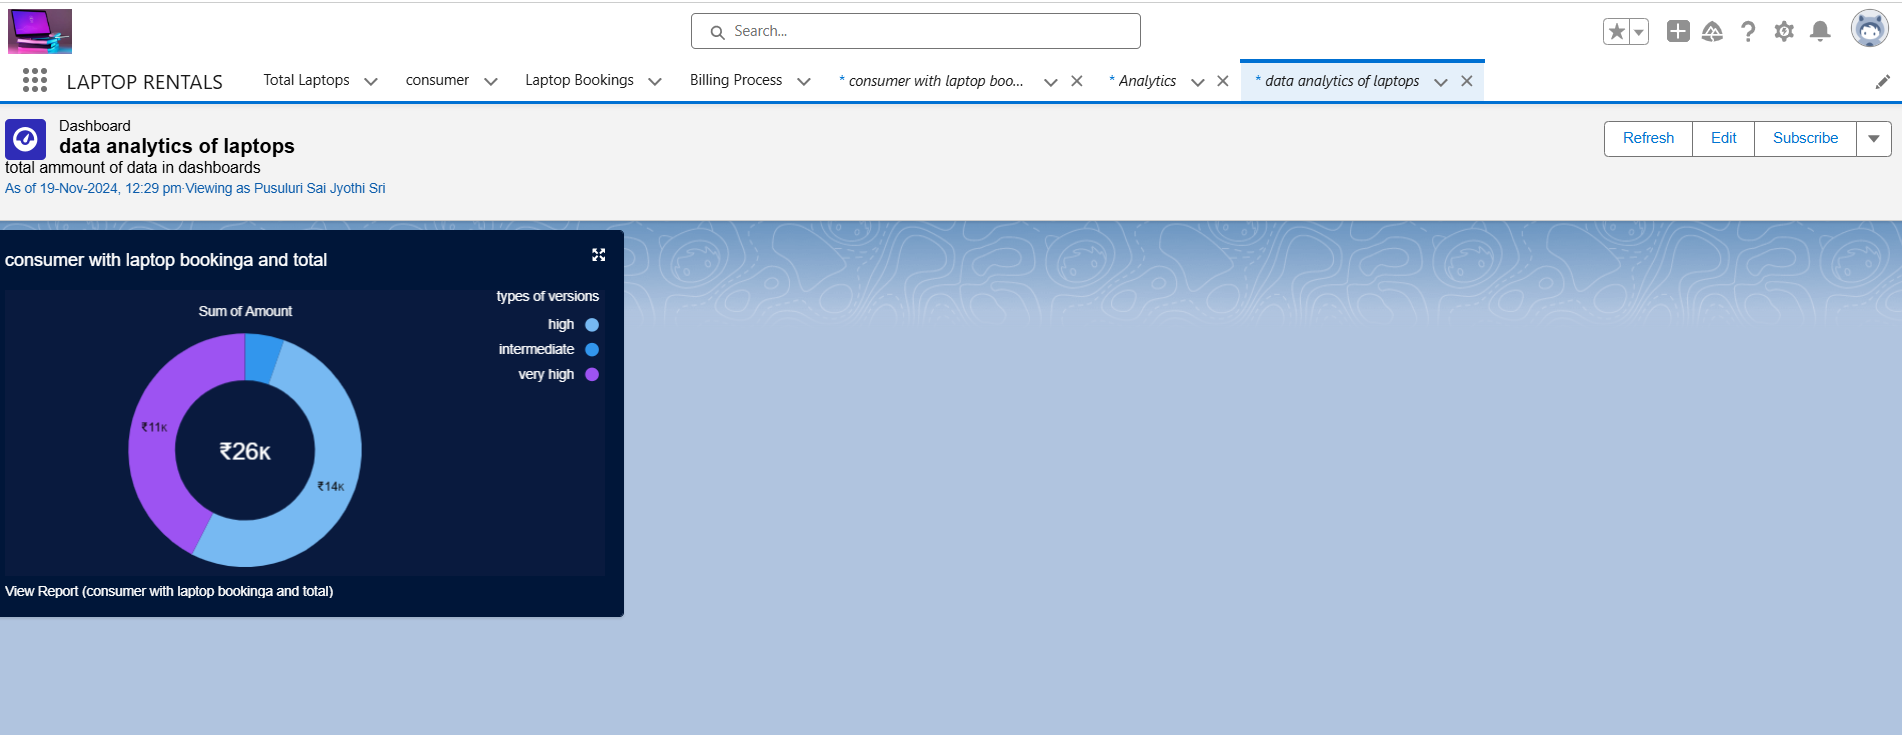 Search...
LAPTOP RENTALS
Total Laptops
consumer
Laptop Bookings
Billing Process
* consumer with laptop boo...
* Analytics
* data analytics of laptops
Dashboard
data analytics of laptops
total ammount of data in dashboards
As of 19-Nov-2024, 12:29 pm·Viewing as Pusuluri Sai Jyothi Sri
Refresh
Edit
Subscribe
consumer with laptop bookinga and total
Sum of Amount
types of versions
high
intermediate
very high
₹11K
₹26K
₹14K
View Report (consumer with laptop bookinga and total)